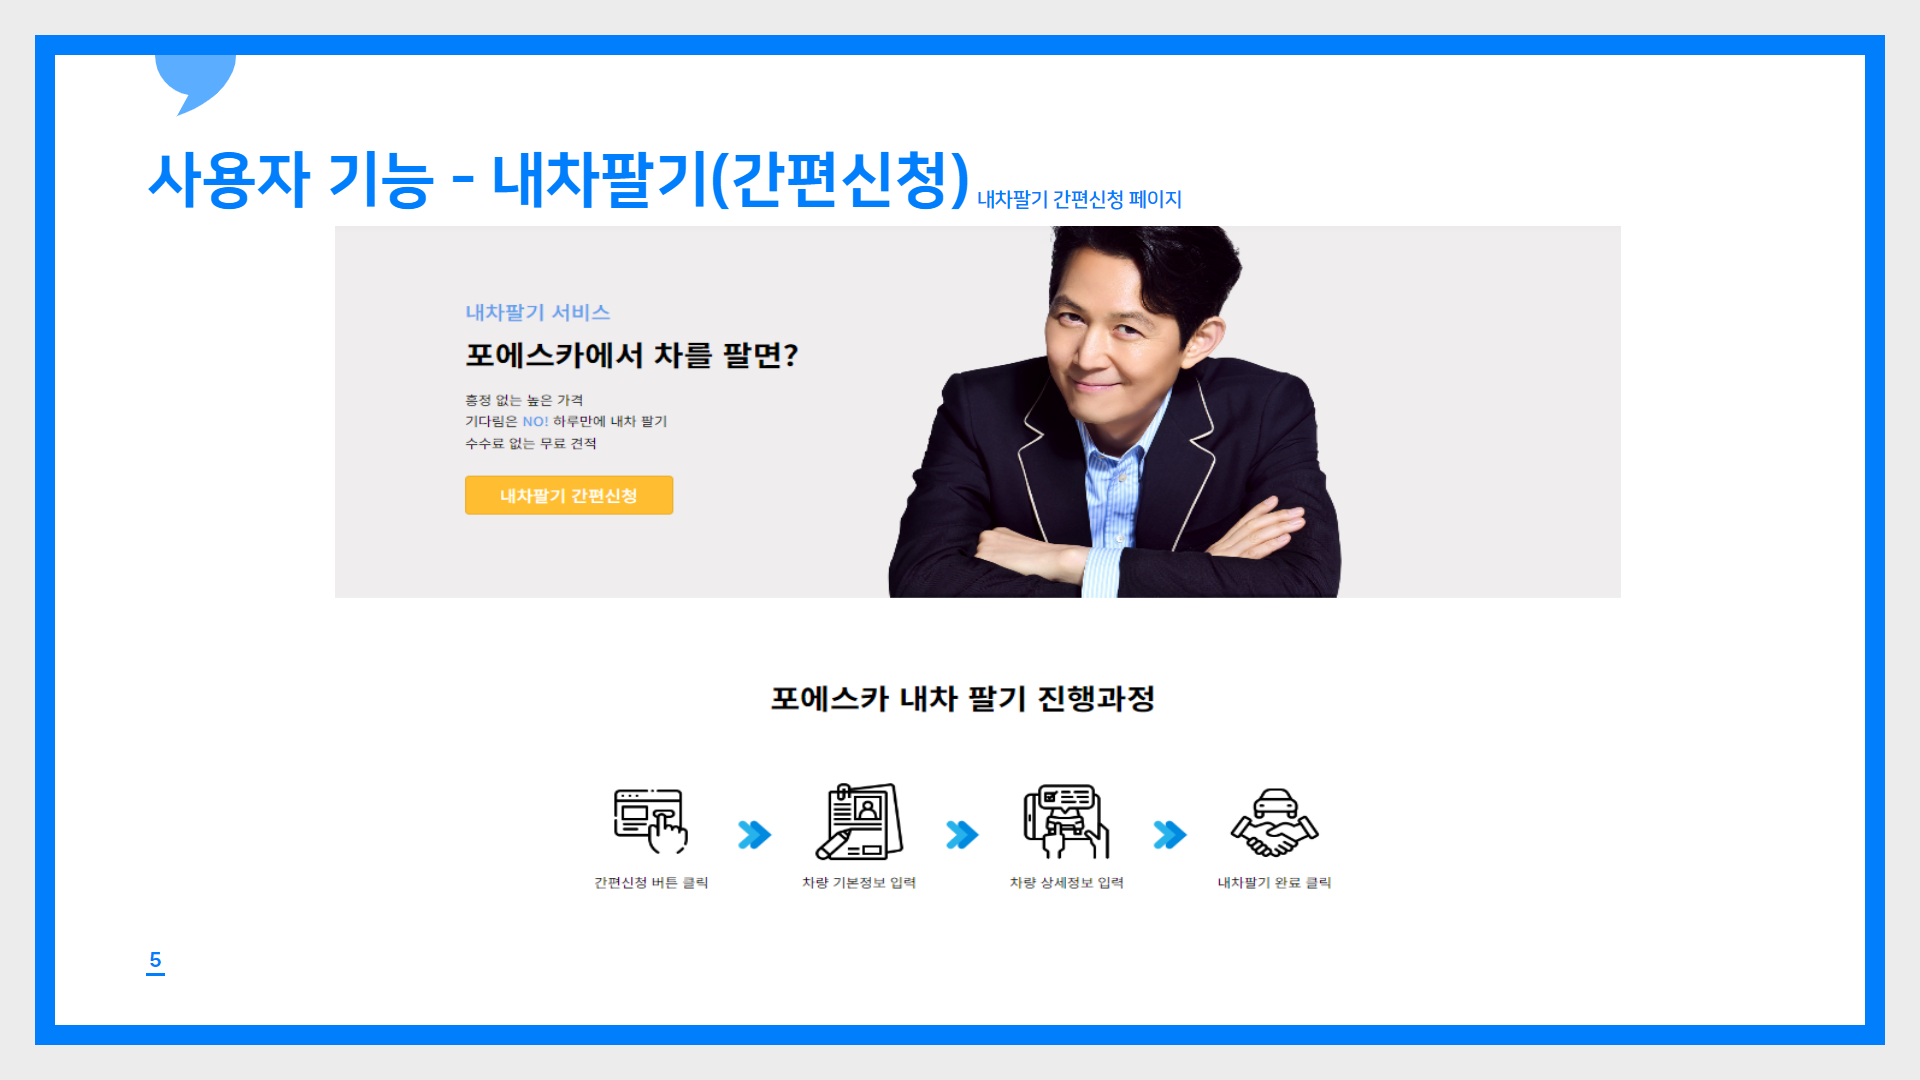 사용자 기능 - 내차팔기(간편신청) 내차팔기 간편신청 페이지
내차팔기 서비스
포에스카에서 차를 팔면?
흥정 없는 높은 가격
기다림은 NO! 하루만에 내차 팔기
수수료 없는 무료 견적
내차팔기 간편신청
포에스카 내차 팔기 진행과정
간편신청 버튼 클릭
차량 기본정보 입력
차량 상세정보 입력
내차팔기 완료 클릭
5